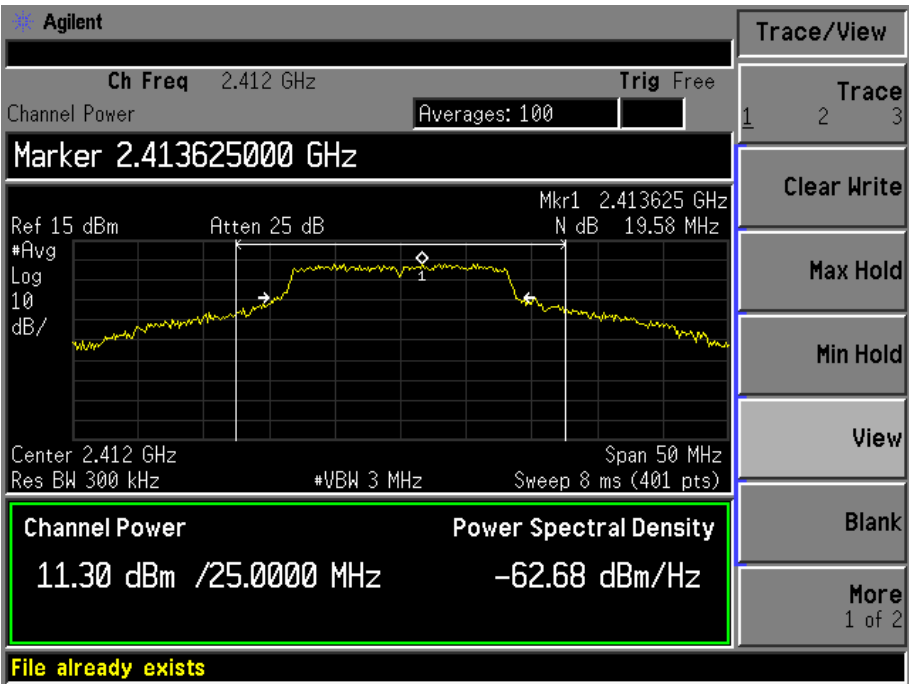 Agilent
Trace/View
Ch Freq 2.412 GHz Trig Free
Channel Power Averages: 100
Marker 2.413625000 GHz
Mkr1 2.413625 GHz
Ref 15 dBm Atten 25 dB N dB 19.58 MHz
#Avg
Log
10
dB/
1
Center 2.412 GHz Span 50 MHz
Res BW 300 kHz #VBW 3 MHz Sweep 8 ms (401 pts)
Channel Power Power Spectral Density
11.30 dBm /25.0000 MHz -62.68 dBm/Hz
File already exists
Trace
1 2 3
Clear Write
Max Hold
Min Hold
View
Blank
More
1 of 2